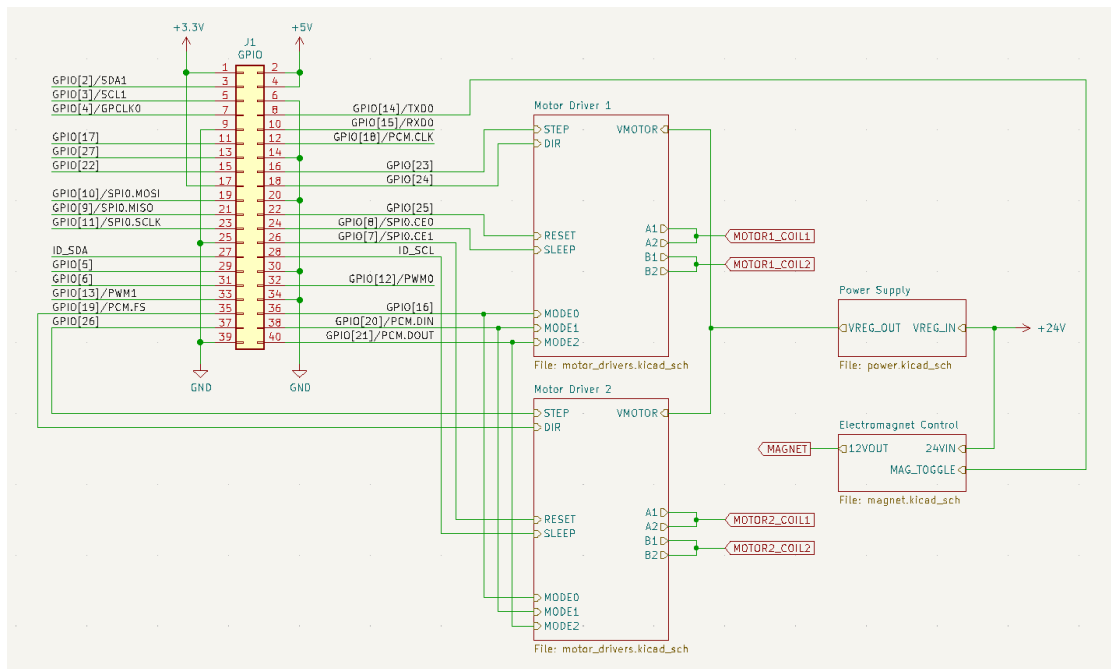 +3.3V
+5V
J1
GPIO
1 2
GPIO[2]/SDA1 3 4
GPIO[3]/SCL1 5 6
GPIO[4]/GPCLK0 7 8 GPIO[14]/TXD0
9 10 GPIO[15]/RXD0
GPIO[17] 11 12 GPIO[18]/PCM.CLK
GPIO[27] 13 14
GPIO[22] 15 16 GPIO[23]
17 18 GPIO[24]
GPIO[10]/SPI0.MOSI 19 20
GPIO[9]/SPI0.MISO 21 22 GPIO[25]
GPIO[11]/SPI0.SCLK 23 24 GPIO[8]/SPI0.CE0
25 26 GPIO[7]/SPI0.CE1
ID_SDA 27 28 ID_SCL
GPIO[5] 29 30
GPIO[6] 31 32 GPIO[12]/PWM0
GPIO[13]/PWM1 33 34
GPIO[19]/PCM.FS 35 36 GPIO[16]
GPIO[26] 37 38 GPIO[20]/PCM.DIN
39 40 GPIO[21]/PCM.DOUT
GND
GND
Motor Driver 1
STEP
DIR
RESET
SLEEP
MODE0
MODE1
MODE2
VMOTOR
A1
A2
B1
B2
MOTOR1_COIL1
MOTOR1_COIL2
File: motor_drivers.kicad_sch
Motor Driver 2
STEP
DIR
RESET
SLEEP
MODE0
MODE1
MODE2
VMOTOR
A1
A2
B1
B2
MOTOR2_COIL1
MOTOR2_COIL2
File: motor_drivers.kicad_sch
Power Supply
VREG_OUT VREG_IN
+24V
File: power.kicad_sch
Electromagnet Control
MAGNET
12VOUT 24VIN
MAG_TOGGLE
File: magnet.kicad_sch